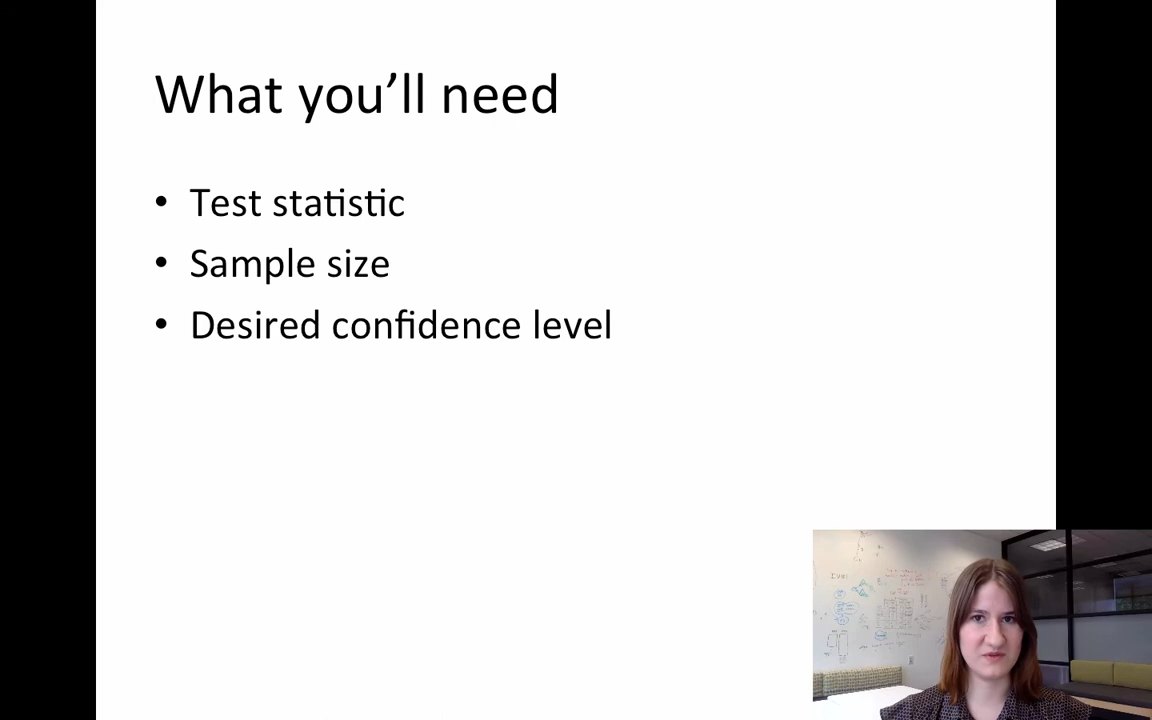 What you’ll need
• Test statistic
• Sample size
• Desired confidence level